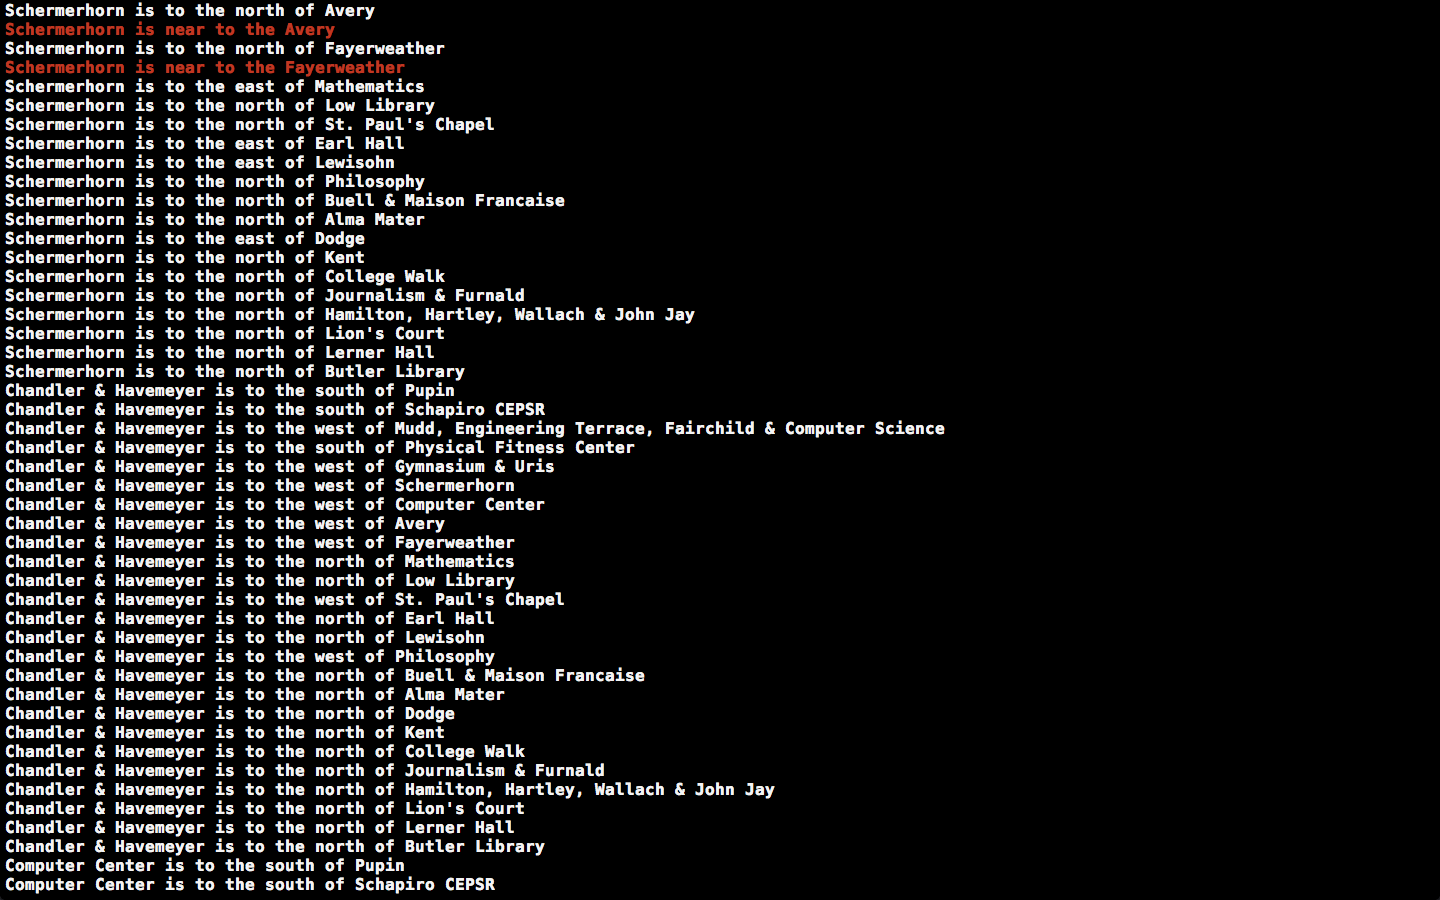 Schermerhorn is to the north of Avery
Schermerhorn is near to the Avery
Schermerhorn is to the north of Fayerweather
Schermerhorn is near to the Fayerweather
Schermerhorn is to the east of Mathematics
Schermerhorn is to the north of Low Library
Schermerhorn is to the north of St. Paul's Chapel
Schermerhorn is to the east of Earl Hall
Schermerhorn is to the east of Lewisohn
Schermerhorn is to the north of Philosophy
Schermerhorn is to the north of Buell & Maison Francaise
Schermerhorn is to the north of Alma Mater
Schermerhorn is to the east of Dodge
Schermerhorn is to the north of Kent
Schermerhorn is to the north of College Walk
Schermerhorn is to the north of Journalism & Furnald
Schermerhorn is to the north of Hamilton, Hartley, Wallach & John Jay
Schermerhorn is to the north of Lion's Court
Schermerhorn is to the north of Lerner Hall
Schermerhorn is to the north of Butler Library
Chandler & Havemeyer is to the south of Pupin
Chandler & Havemeyer is to the south of Schapiro CEPSR
Chandler & Havemeyer is to the west of Mudd, Engineering Terrace, Fairchild & Computer Science
Chandler & Havemeyer is to the south of Physical Fitness Center
Chandler & Havemeyer is to the west of Gymnasium & Uris
Chandler & Havemeyer is to the west of Schermerhorn
Chandler & Havemeyer is to the west of Computer Center
Chandler & Havemeyer is to the west of Avery
Chandler & Havemeyer is to the west of Fayerweather
Chandler & Havemeyer is to the north of Mathematics
Chandler & Havemeyer is to the north of Low Library
Chandler & Havemeyer is to the west of St. Paul's Chapel
Chandler & Havemeyer is to the north of Earl Hall
Chandler & Havemeyer is to the north of Lewisohn
Chandler & Havemeyer is to the west of Philosophy
Chandler & Havemeyer is to the north of Buell & Maison Francaise
Chandler & Havemeyer is to the north of Alma Mater
Chandler & Havemeyer is to the north of Dodge
Chandler & Havemeyer is to the north of Kent
Chandler & Havemeyer is to the north of College Walk
Chandler & Havemeyer is to the north of Journalism & Furnald
Chandler & Havemeyer is to the north of Hamilton, Hartley, Wallach & John Jay
Chandler & Havemeyer is to the north of Lion's Court
Chandler & Havemeyer is to the north of Lerner Hall
Chandler & Havemeyer is to the north of Butler Library
Computer Center is to the south of Pupin
Computer Center is to the south of Schapiro CEPSR